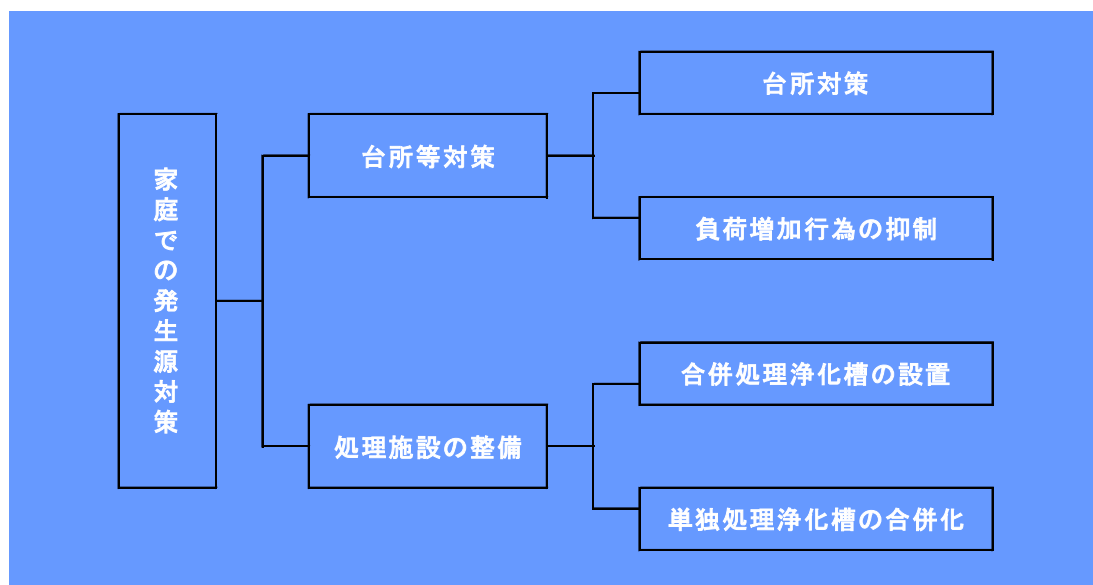 家庭での発生源対策
台所等対策
台所対策
負荷増加行為の抑制
処理施設の整備
合併処理浄化槽の設置
単独処理浄化槽の合併化